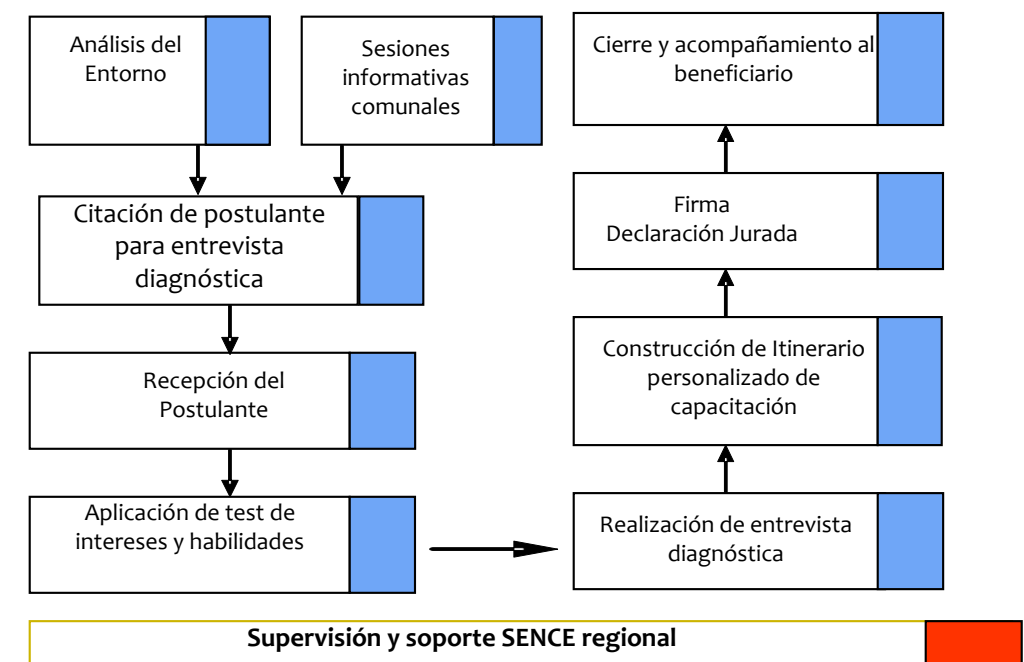 Análisis del
Entorno
Sesiones
informativas
comunales
Citación de postulante
para entrevista
diagnóstica
Recepción del
Postulante
Aplicación de test de
intereses y habilidades
Realización de entrevista
diagnóstica
Construcción de Itinerario
personalizado de
capacitación
Firma
Declaración Jurada
Cierre y acompañamiento al
beneficiario
Supervisión y soporte SENCE regional